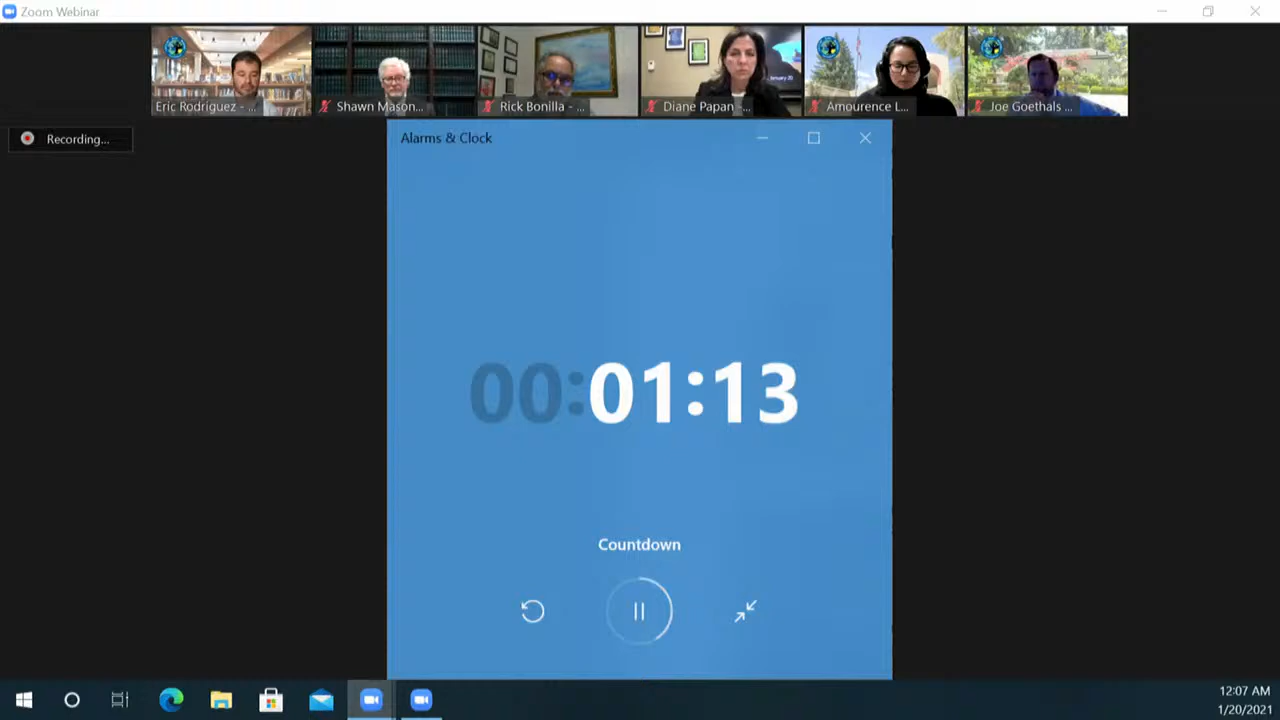 Zoom Webinar
Eric Rodriguez - ...
Shawn Mason...
Rick Bonilla - ...
Diane Papan -...
Amourence L...
Joe Goethals ...
Recording...
Alarms & Clock
00:01:13
Countdown
12:07 AM
1/20/2021